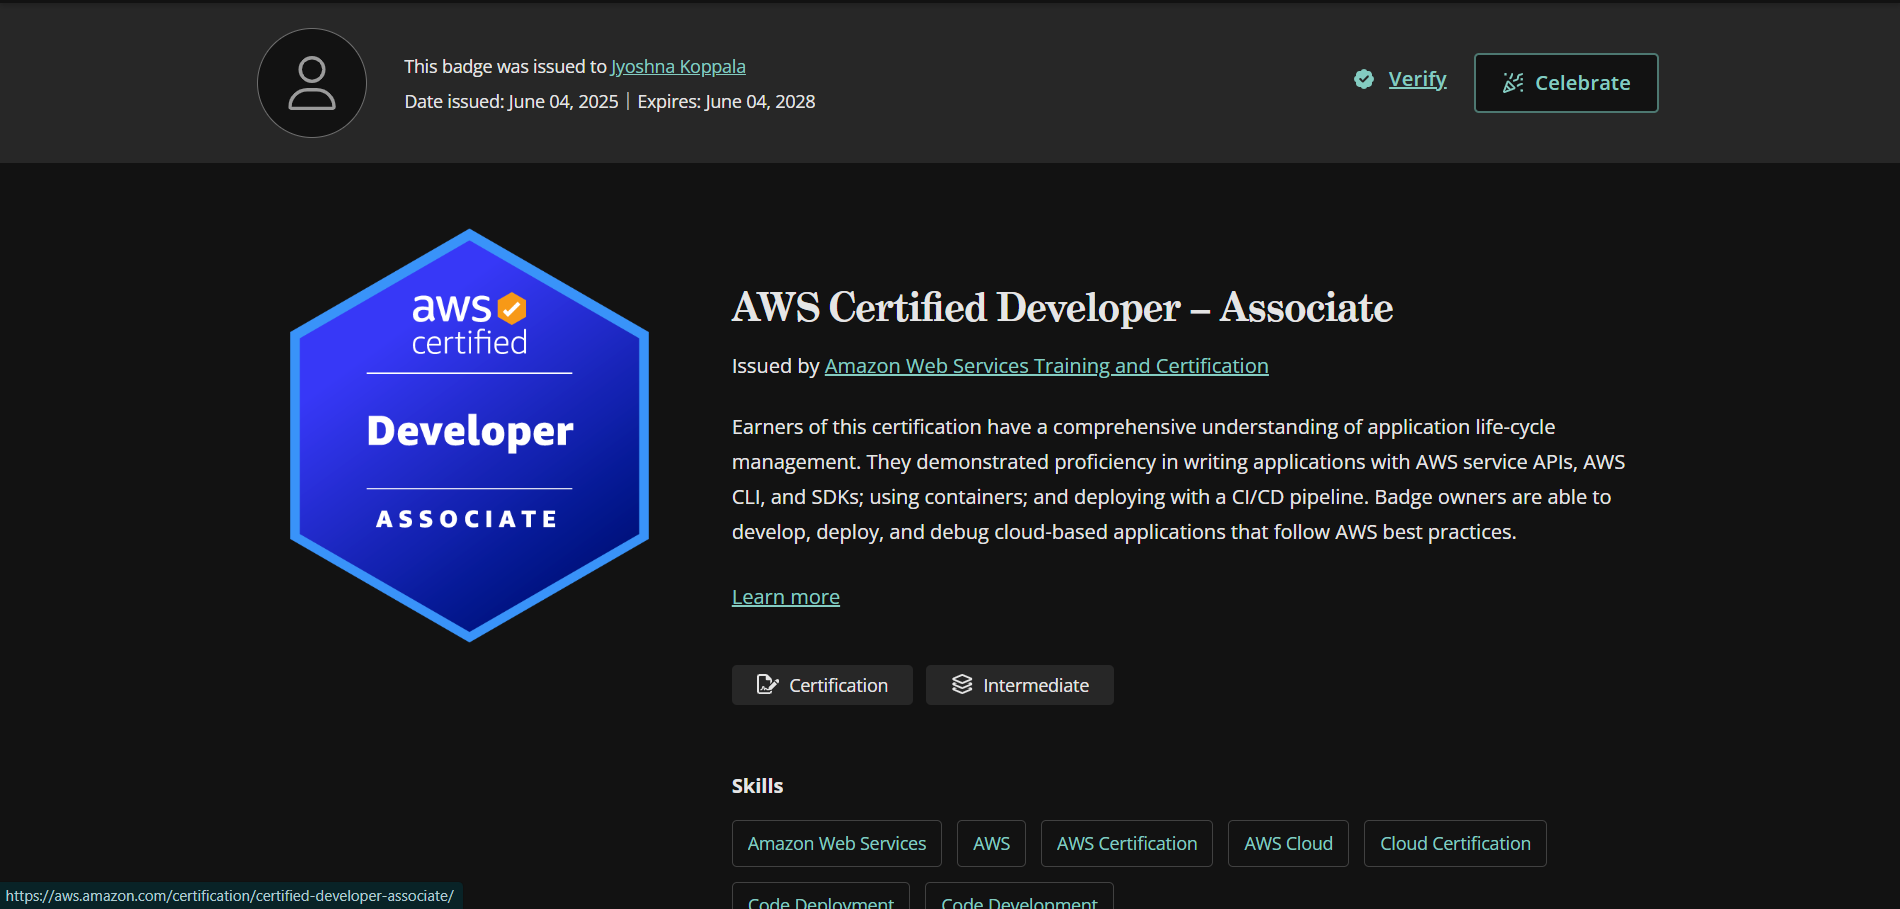 This badge was issued to Jyoshna Koppala
Date issued: June 04, 2025 | Expires: June 04, 2028
Verify
Celebrate
aws
certified
Developer
ASSOCIATE
AWS Certified Developer – Associate
Issued by Amazon Web Services Training and Certification
Earners of this certification have a comprehensive understanding of application life-cycle
management. They demonstrated proficiency in writing applications with AWS service APIs, AWS
CLI, and SDKs; using containers; and deploying with a CI/CD pipeline. Badge owners are able to
develop, deploy, and debug cloud-based applications that follow AWS best practices.
Learn more
Certification
Intermediate
Skills
Amazon Web Services
AWS
AWS Certification
AWS Cloud
Cloud Certification
Code Deployment
Code Development
https://aws.amazon.com/certification/certified-developer-associate/